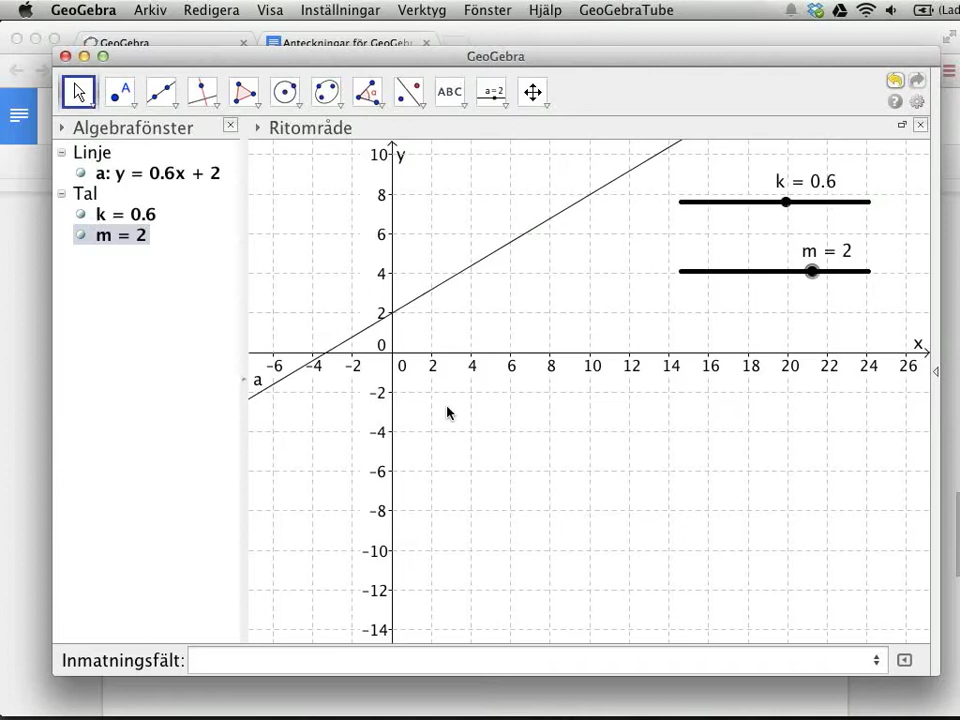 GeoGebra Arkiv Redigera Visa Inställningar Verktyg Fönster Hjälp GeoGebraTube (Lad
GeoGebra Anteckningar för GeoGeb
GeoGebra
ABC a=2
Algebrafönster Ritområde
Linje
a: y = 0.6x + 2
Tal
k = 0.6
m = 2
k = 0.6
m = 2
y
10
8
6
4
2
0
-2
-4
-6
-8
-10
-12
-14
x
-6 -4 -2 0 2 4 6 8 10 12 14 16 18 20 22 24 26
a
Inmatningsfält: